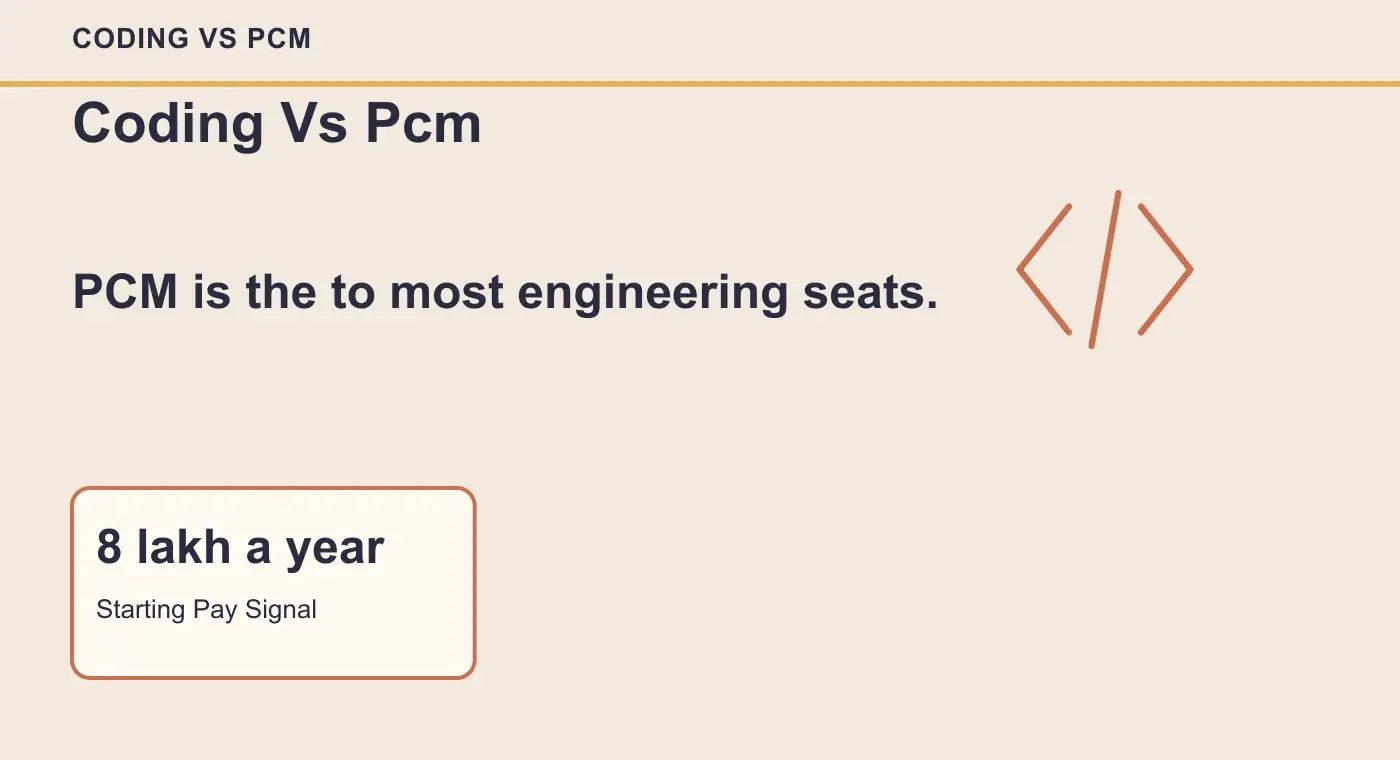 CODING VS PCM
Coding Vs Pcm
PCM is the to most engineering seats.
8 lakh a year
Starting Pay Signal